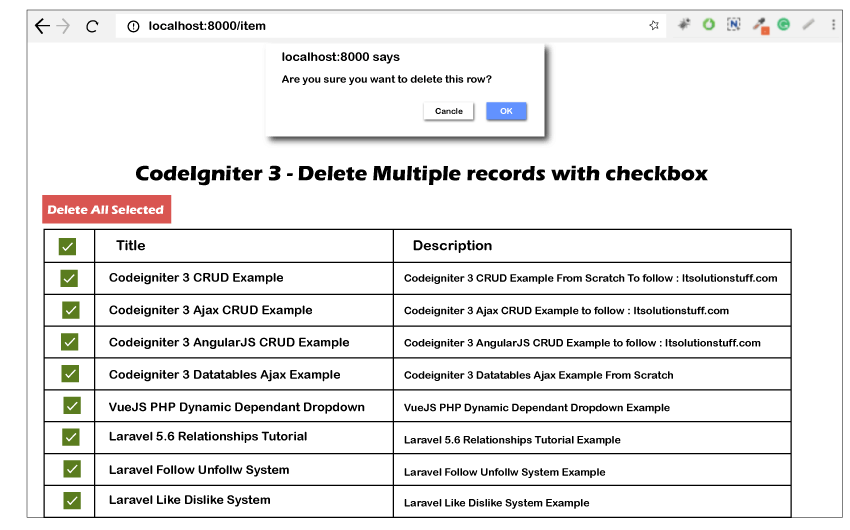 localhost:8000/item
localhost:8000 says
Are you sure you want to delete this row?
Cancle OK
CodeIgniter 3 - Delete Multiple records with checkbox
Delete All Selected
Title Description
Codeigniter 3 CRUD Example Codeigniter 3 CRUD Example From Scratch To follow : Itsolutionstuff.com
Codeigniter 3 Ajax CRUD Example Codeigniter 3 Ajax CRUD Example to follow : Itsolutionstuff.com
Codeigniter 3 AngularJS CRUD Example Codeigniter 3 AngularJS CRUD Example to follow : Itsolutionstuff.com
Codeigniter 3 Datatables Ajax Example Codeigniter 3 Datatables Ajax Example From Scratch
VueJS PHP Dynamic Dependant Dropdown VueJS PHP Dynamic Dependant Dropdown Example
Laravel 5.6 Relationships Tutorial Laravel 5.6 Relationships Tutorial Example
Laravel Follow Unfollw System Laravel Follow Unfollw System Example
Laravel Like Dislike System Laravel Like Dislike System Example